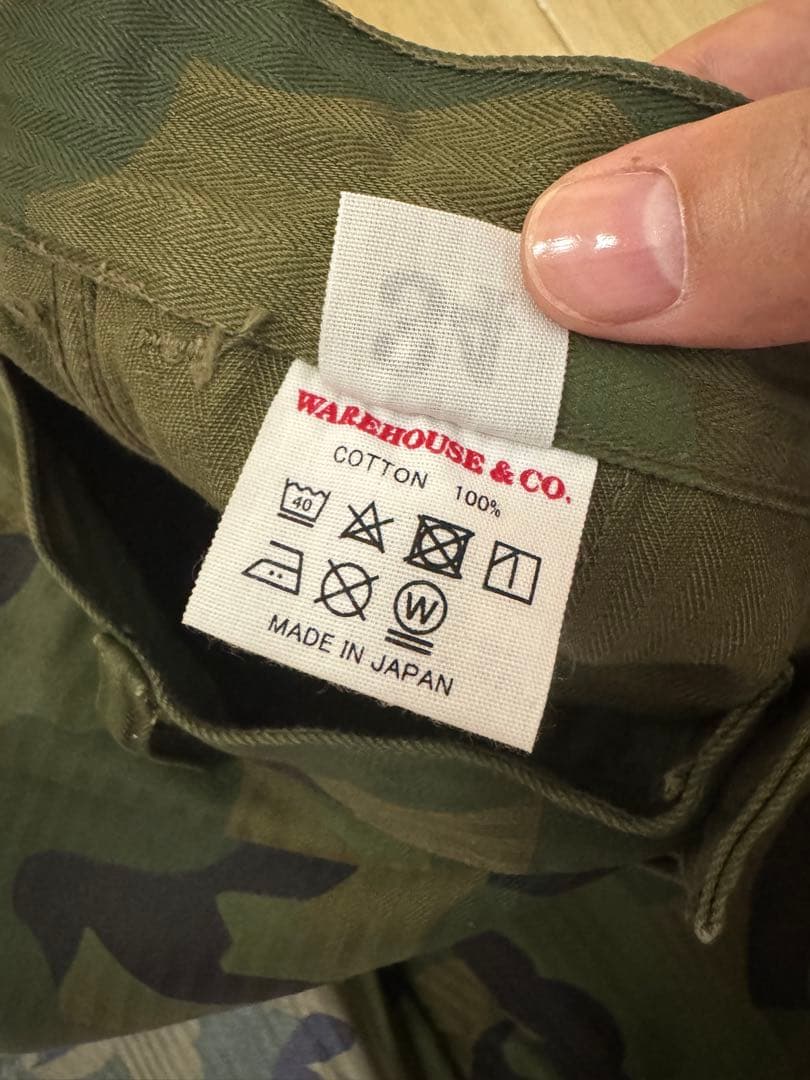 WAREHOUSE & CO.
COTTON 100%
40
W
MADE IN JAPAN